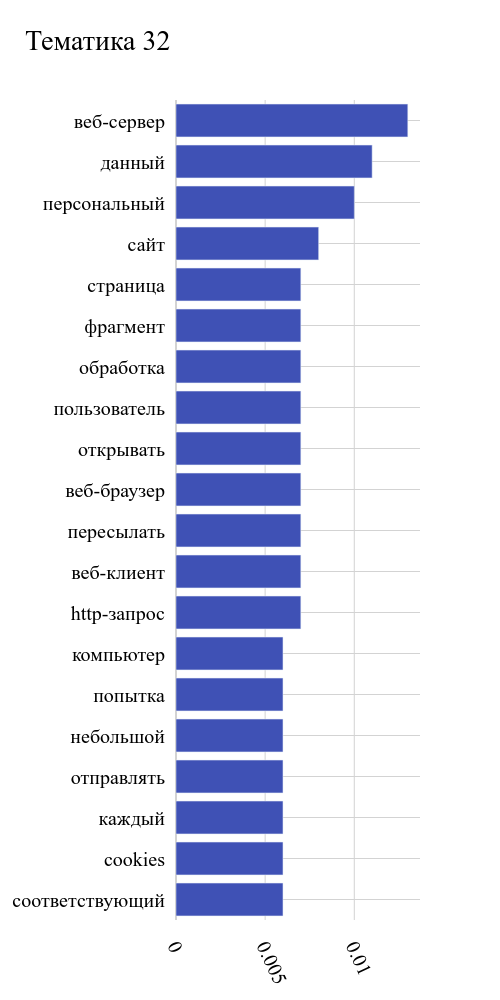 Тематика 32
веб-сервер
данный
персональный
сайт
страница
фрагмент
обработка
пользователь
открывать
веб-браузер
пересылать
веб-клиент
http-запрос
компьютер
попытка
небольшой
отправлять
каждый
cookies
соответствующий
0
0.005
0.01